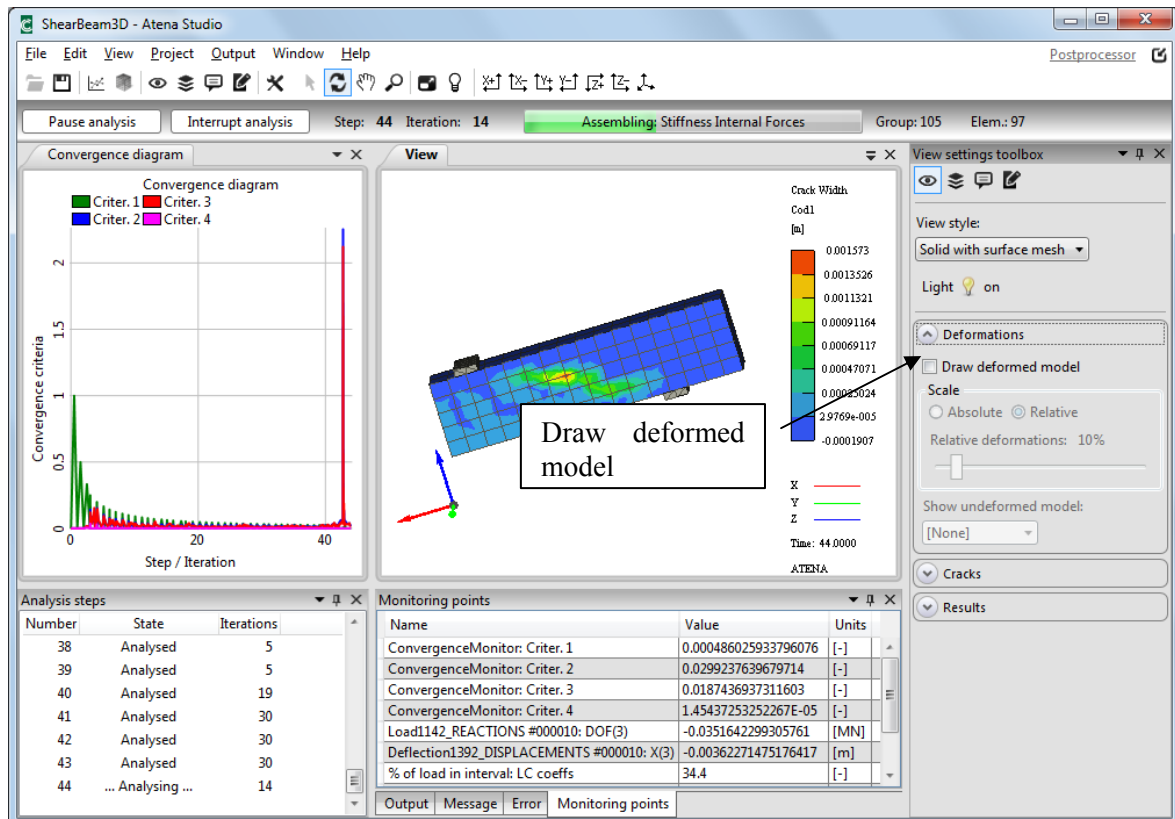 ShearBeam3D - Atena Studio
File Edit View Project Output Window Help
Postprocessor
Pause analysis Interrupt analysis Step: 44 Iteration: 14 Assembling: Stiffness Internal Forces Group: 105 Elem.: 97
Convergence diagram
Convergence diagram
Criter. 1 Criter. 3
Criter. 2 Criter. 4
Convergence criteria
2
1.5
1
0.5
0
0 20 40
Step / Iteration
View
Crack Width
Cod1
[m]
0.001573
0.0013526
0.0011321
0.00091164
0.00069117
0.00047071
0.00025024
2.9769e-005
-0.0001907
Draw deformed
model
X
Y
Z
Time: 44.0000
ATENA
View settings toolbox
View style:
Solid with surface mesh
Light on
Deformations
Draw deformed model
Scale
Absolute Relative
Relative deformations: 10%
Show undeformed model:
[None]
Cracks
Results
Analysis steps
Number State Iterations
38 Analysed 5
39 Analysed 5
40 Analysed 19
41 Analysed 30
42 Analysed 30
43 Analysed 30
44 ... Analysing ... 14
Monitoring points
Name Value Units
ConvergenceMonitor: Criter. 1 0.000486025933796076 [-]
ConvergenceMonitor: Criter. 2 0.0299237639679714 [-]
ConvergenceMonitor: Criter. 3 0.0187436937311603 [-]
ConvergenceMonitor: Criter. 4 1.45437253252267E-05 [-]
Load1142_REACTIONS #000010: DOF(3) -0.0351642299305761 [MN]
Deflection1392_DISPLACEMENTS #000010: X(3) -0.00362271475176417 [m]
% of load in interval: LC coeffs 34.4 [-]
Output Message Error Monitoring points